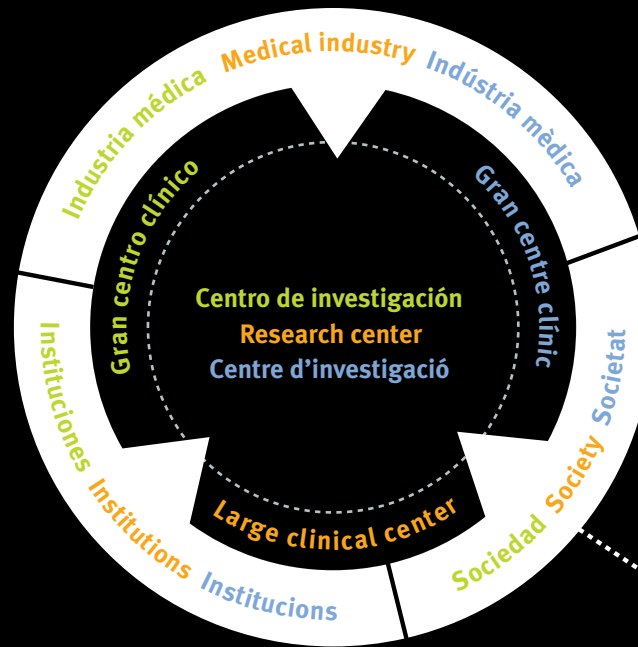 Industria médica
Medical industry
Indústria mèdica
Gran centro clínico
Gran centre clínic
Centro de investigación
Research center
Centre d’investigació
Large clinical center
Instituciones
Institutions
Institucions
Sociedad
Society
Societat